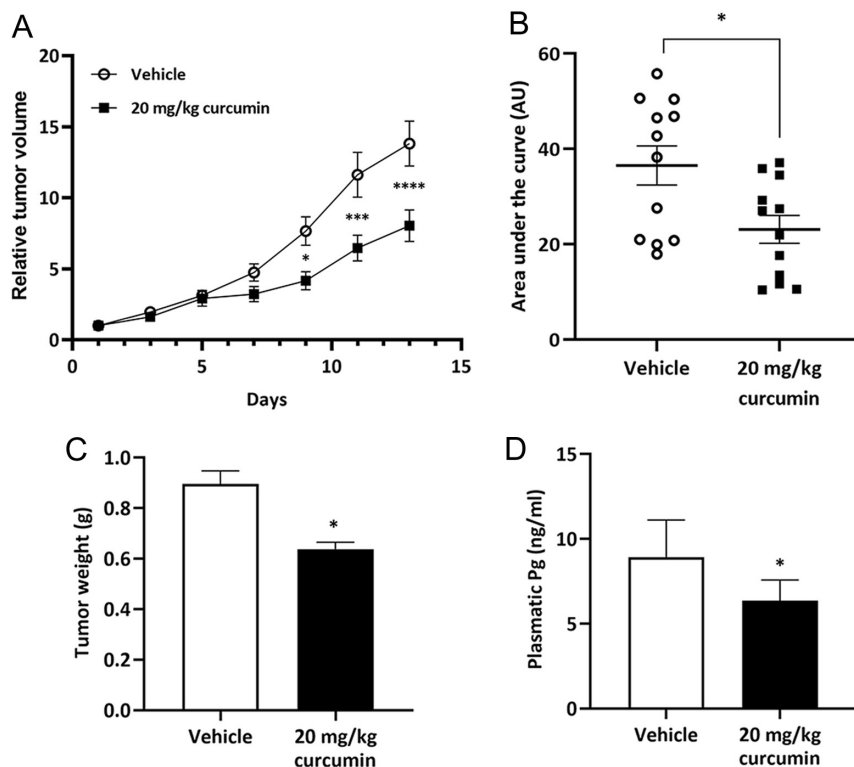 A
Relative tumor volume
20
15
10
5
0
Vehicle
20 mg/kg curcumin
*
***
****
0 5 10 15
Days
B
Area under the curve (AU)
60
40
20
0
*
Vehicle 20 mg/kg
curcumin
C
Tumor weight (g)
1.0
0.8
0.6
0.4
0.2
0.0
*
Vehicle 20 mg/kg
curcumin
D
Plasmatic Pg (ng/ml)
15
10
5
0
*
Vehicle 20 mg/kg
curcumin